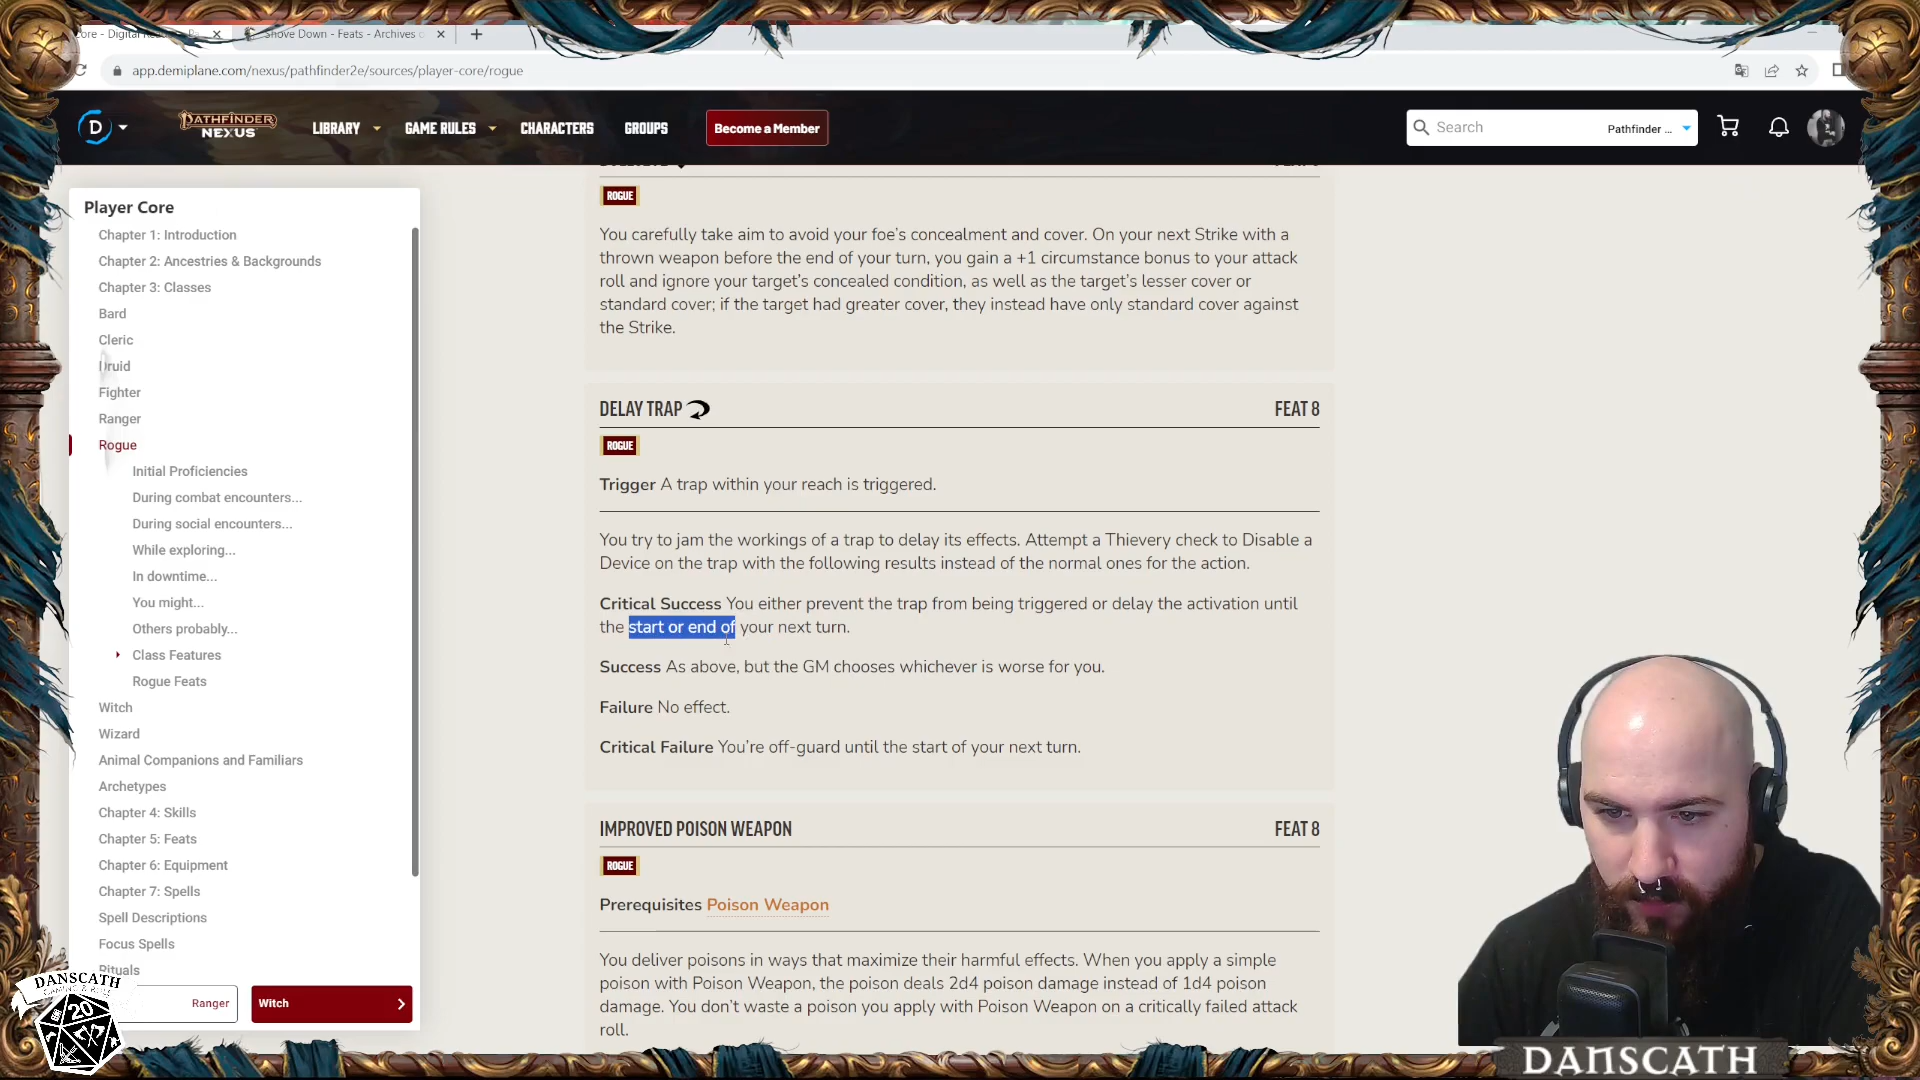 Core - Digital
Shove Down - Feats - Archives
app.demiplane.com/nexus/pathfinder2e/sources/player-core/rogue
D
PATHFINDER
NEXUS
LIBRARY
GAME RULES
CHARACTERS
GROUPS
Become a Member
Search
Pathfinder ...
Player Core
Chapter 1: Introduction
Chapter 2: Ancestries & Backgrounds
Chapter 3: Classes
Bard
Cleric
Druid
Fighter
Ranger
Rogue
Initial Proficiencies
During combat encounters...
During social encounters...
While exploring...
In downtime...
You might...
Others probably...
Class Features
Rogue Feats
Witch
Wizard
Animal Companions and Familiars
Archetypes
Chapter 4: Skills
Chapter 5: Feats
Chapter 6: Equipment
Chapter 7: Spells
Spell Descriptions
Focus Spells
Rituals
Ranger
Witch
ROGUE
You carefully take aim to avoid your foe's concealment and cover. On your next Strike with a
thrown weapon before the end of your turn, you gain a +1 circumstance bonus to your attack
roll and ignore your target's concealed condition, as well as the target's lesser cover or
standard cover; if the target had greater cover, they instead have only standard cover against
the Strike.
DELAY TRAP
FEAT 8
ROGUE
Trigger A trap within your reach is triggered.
You try to jam the workings of a trap to delay its effects. Attempt a Thievery check to Disable a
Device on the trap with the following results instead of the normal ones for the action.
Critical Success You either prevent the trap from being triggered or delay the activation until
the start or end of your next turn.
Success As above, but the GM chooses whichever is worse for you.
Failure No effect.
Critical Failure You're off-guard until the start of your next turn.
IMPROVED POISON WEAPON
FEAT 8
ROGUE
Prerequisites Poison Weapon
You deliver poisons in ways that maximize their harmful effects. When you apply a simple
poison with Poison Weapon, the poison deals 2d4 poison damage instead of 1d4 poison
damage. You don't waste a poison you apply with Poison Weapon on a critically failed attack
roll.
DANSCATH
20
DANSCATH